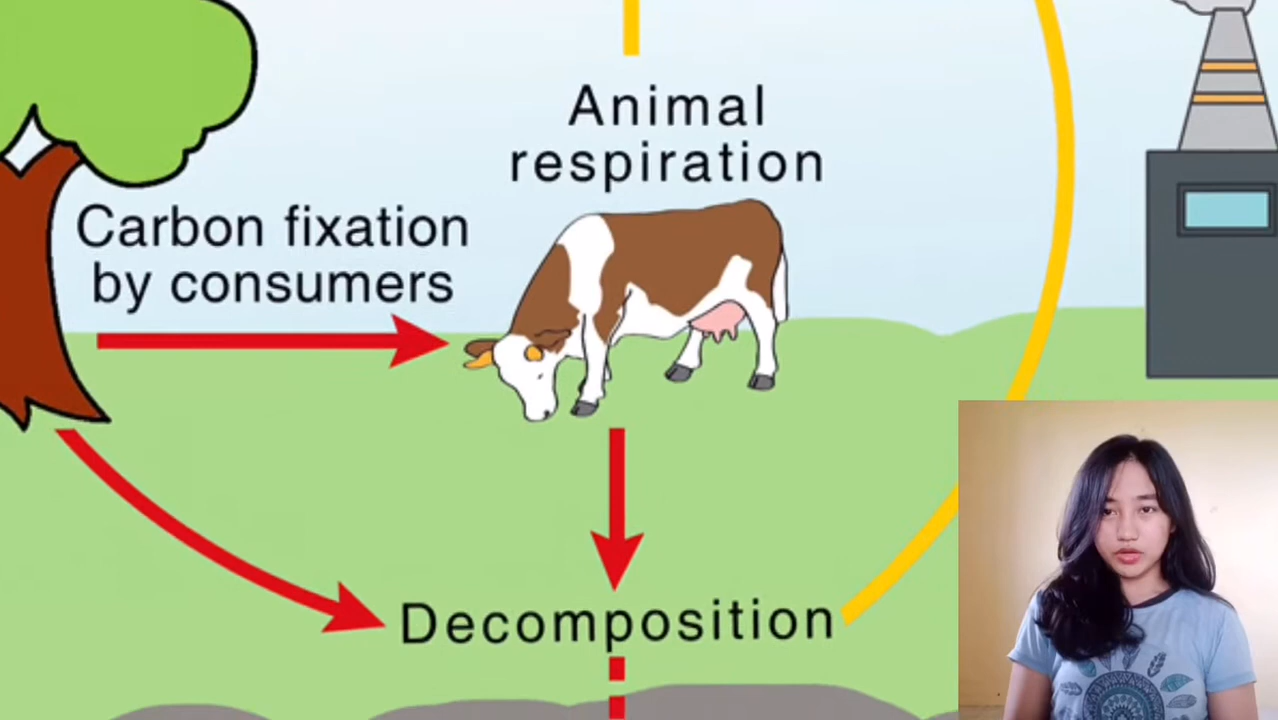 Animal
respiration
Carbon fixation
by consumers
Decomposition